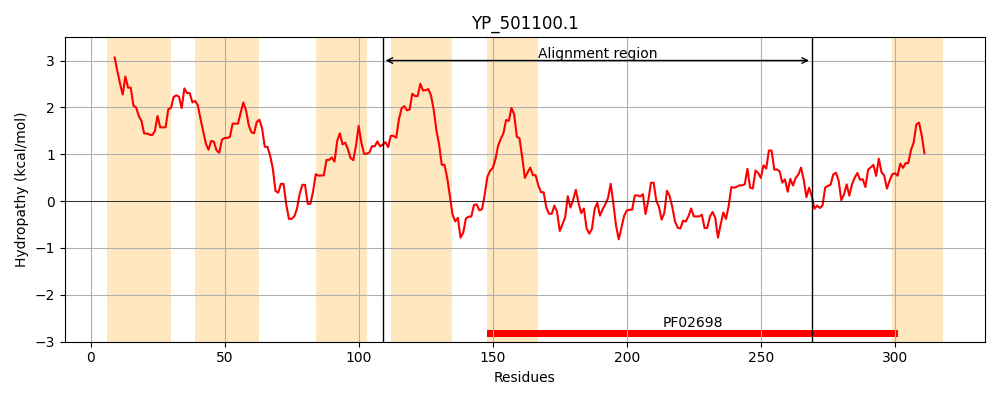 YP_501100.1
Hydropathy (kcal/mol)
3
2
1
0
−1
−2
−3
Alignment region
PF02698
0 50 100 150 200 250 300
Residues